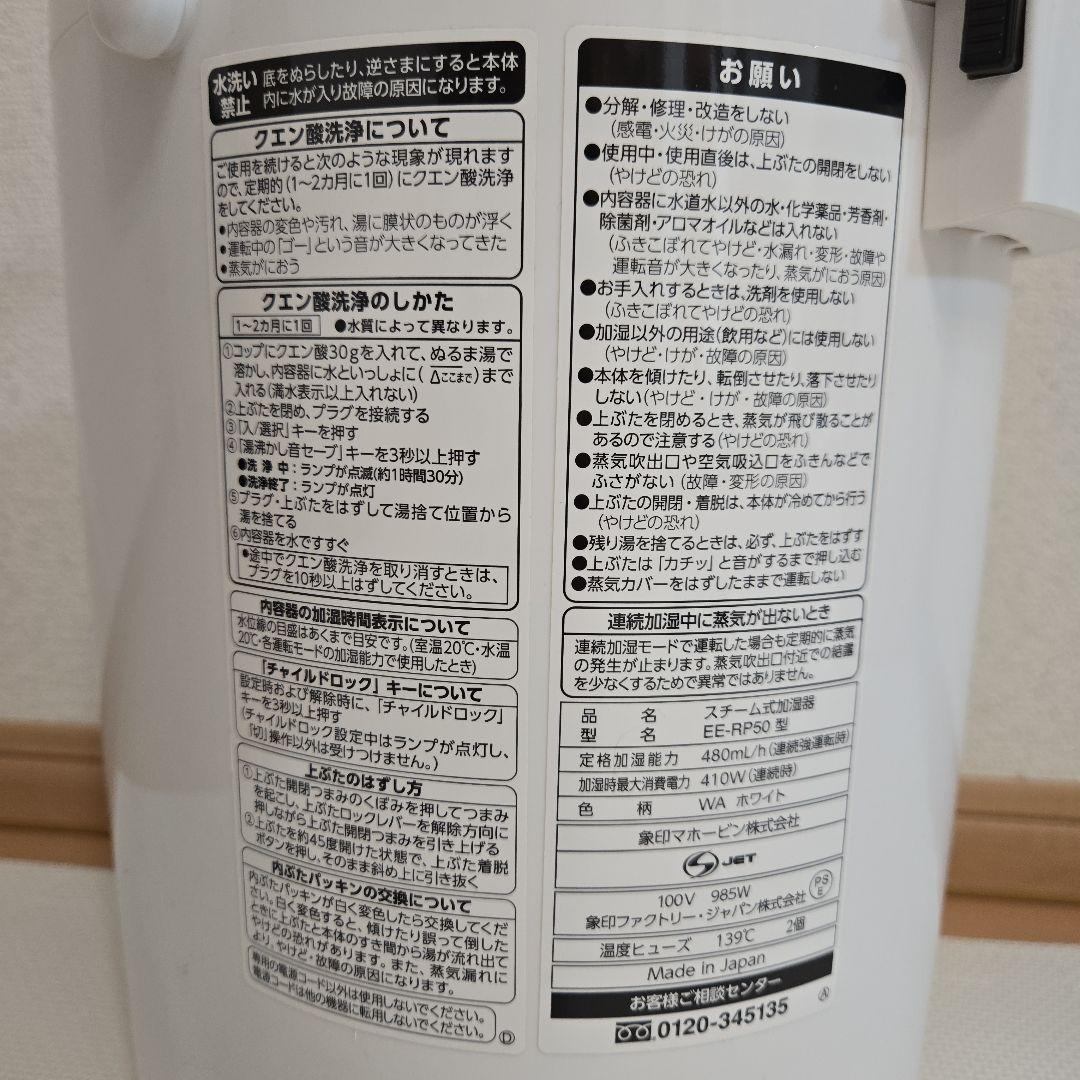 水洗い
禁止
底をぬらしたり、逆さまにすると本体
内に水が入り故障の原因になります。
クエン酸洗浄について
ご使用を続けると次のような現象が現れます
ので、定期的(1〜2カ月に1回)にクエン酸洗浄
をしてください。
●内容器の変色や汚れ、湯に膜状のものが浮く
●運転中の「ゴー」という音が大きくなってきた
●蒸気がにおう
クエン酸洗浄のしかた
1〜2カ月に1回 ●水質によって異なります。
①コップにクエン酸30gを入れて、ぬるま湯で
溶かし、内容器に水といっしょに(△ここまで)まで
入れる(満水表示以上入れない)
②上ぶたを閉め、プラグを接続する
③「入/選択」キーを押す
④「湯沸かし音セーブ」キーを3秒以上押す
●洗浄中:ランプが点滅(約1時間30分)
●洗浄終了:ランプが点灯
⑤プラグ・上ぶたをはずして湯捨て位置から
湯を捨てる
⑥内容器を水ですすぐ
●途中でクエン酸洗浄を取り消すときは、
プラグを10秒以上はずしてください。
内容器の加湿時間表示について
水位線の目盛はあくまで目安です。(室温20℃・水温
20℃・各運転モードの加湿能力で使用したとき)
「チャイルドロック」キーについて
設定時および解除時に、「チャイルドロック」
キーを3秒以上押す
(チャイルドロック設定中はランプが点灯し、
「切」操作以外は受けつけません。)
上ぶたのはずし方
①上ぶた開閉つまみのくぼみを押してつまみ
を起こし、上ぶたロックレバーを解除方向に
押しながら上ぶた開閉つまみを引き上げる
②上ぶたを約45度開けた状態で、上ぶた着脱
ボタンを押し、そのまま斜め上に引き抜く
内ぶたパッキンの交換について
内ぶたパッキンが白く変色したら交換してくだ
さい。白く変色すると、傾けたり誤って倒した
ときに上ぶたと本体のすき間から湯が流れ出て
やけどの恐れがあります。また、蒸気漏れに
より、やけど・故障の原因になります。
専用の電源コード以外は使用しないでください。
電源コードは他の機器に転用しないでください。
D
お願い
●分解・修理・改造をしない
(感電・火災・けがの原因)
●使用中・使用直後は、上ぶたの開閉をしない
(やけどの恐れ)
●内容器に水道水以外の水・化学薬品・芳香剤・
除菌剤・アロマオイルなどは入れない
(ふきこぼれてやけど・水漏れ・変形・故障や
運転音が大きくなったり、蒸気がにおう原因)
●お手入れするときは、洗剤を使用しない
(ふきこぼれてやけどの恐れ)
●加湿以外の用途(飲用など)には使用しない
(やけど・けが・故障の原因)
●本体を傾けたり、転倒させたり、落下させたり
しない(やけど・けが・故障の原因)
●上ぶたを閉めるとき、蒸気が飛び散ることが
あるので注意する(やけどの恐れ)
●蒸気吹出口や空気吸込口をふきんなどで
ふさがない(故障・変形の原因)
●上ぶたの開閉・着脱は、本体が冷めてから行う
(やけどの恐れ)
●残り湯を捨てるときは、必ず、上ぶたをはずす
●上ぶたは「カチッ」と音がするまで押し込む
●蒸気カバーをはずしたままで運転しない
連続加湿中に蒸気が出ないとき
連続加湿モードで運転した場合も定期的に蒸気
の発生が止まります。蒸気吹出口付近での結露
を少なくするためで異常ではありません。
品名 スチーム式加湿器
型名 EE-RP50 型
定格加湿能力 480mL/h(連続強運転時)
加湿時最大消費電力 410W(連続時)
色柄 WA ホワイト
象印マホービン株式会社
S JET
100V 985W
象印ファクトリー・ジャパン株式会社 PSE
温度ヒューズ 139℃ 2個
Made in Japan
お客様ご相談センター
0120-345135
A